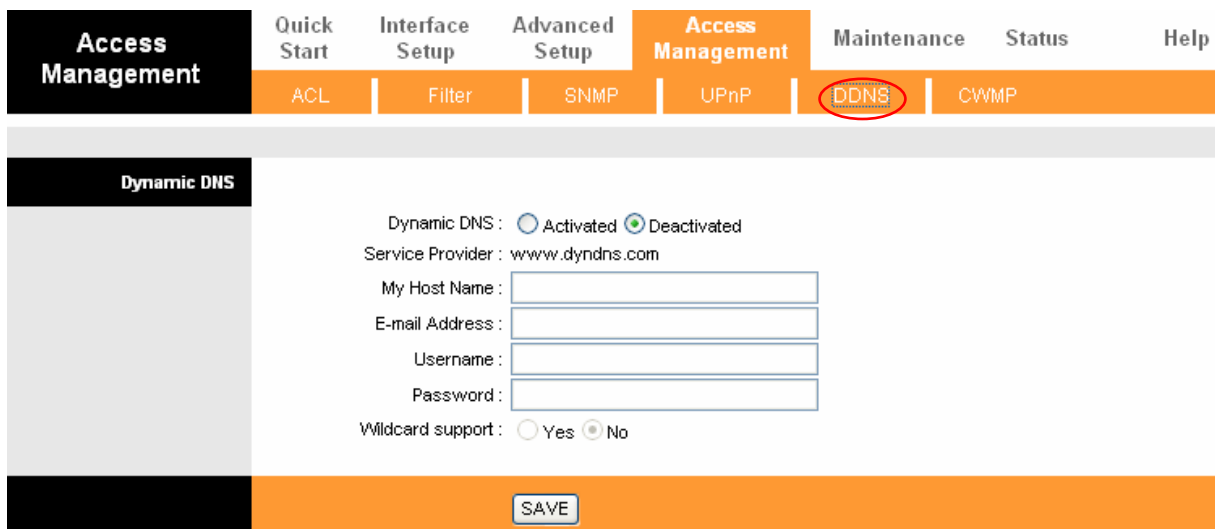 Access Management
Quick Start
Interface Setup
Advanced Setup
Access Management
Maintenance
Status
Help
ACL
Filter
SNMP
UPnP
DDNS
CWMP
Dynamic DNS
Dynamic DNS : Activated Deactivated
Service Provider : www.dyndns.com
My Host Name :
E-mail Address :
Username :
Password :
Wildcard support : Yes No
SAVE